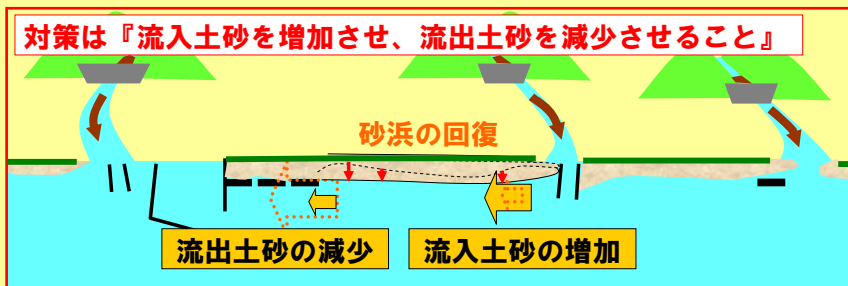 対策は『流入土砂を増加させ、流出土砂を減少させること』
砂浜の回復
流出土砂の減少
流入土砂の増加